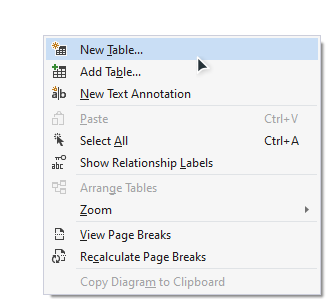 New Table...
Add Table...
a|b New Text Annotation
Paste Ctrl+V
Select All Ctrl+A
abc Show Relationship Labels
Arrange Tables
Zoom
View Page Breaks
Recalculate Page Breaks
Copy Diagram to Clipboard